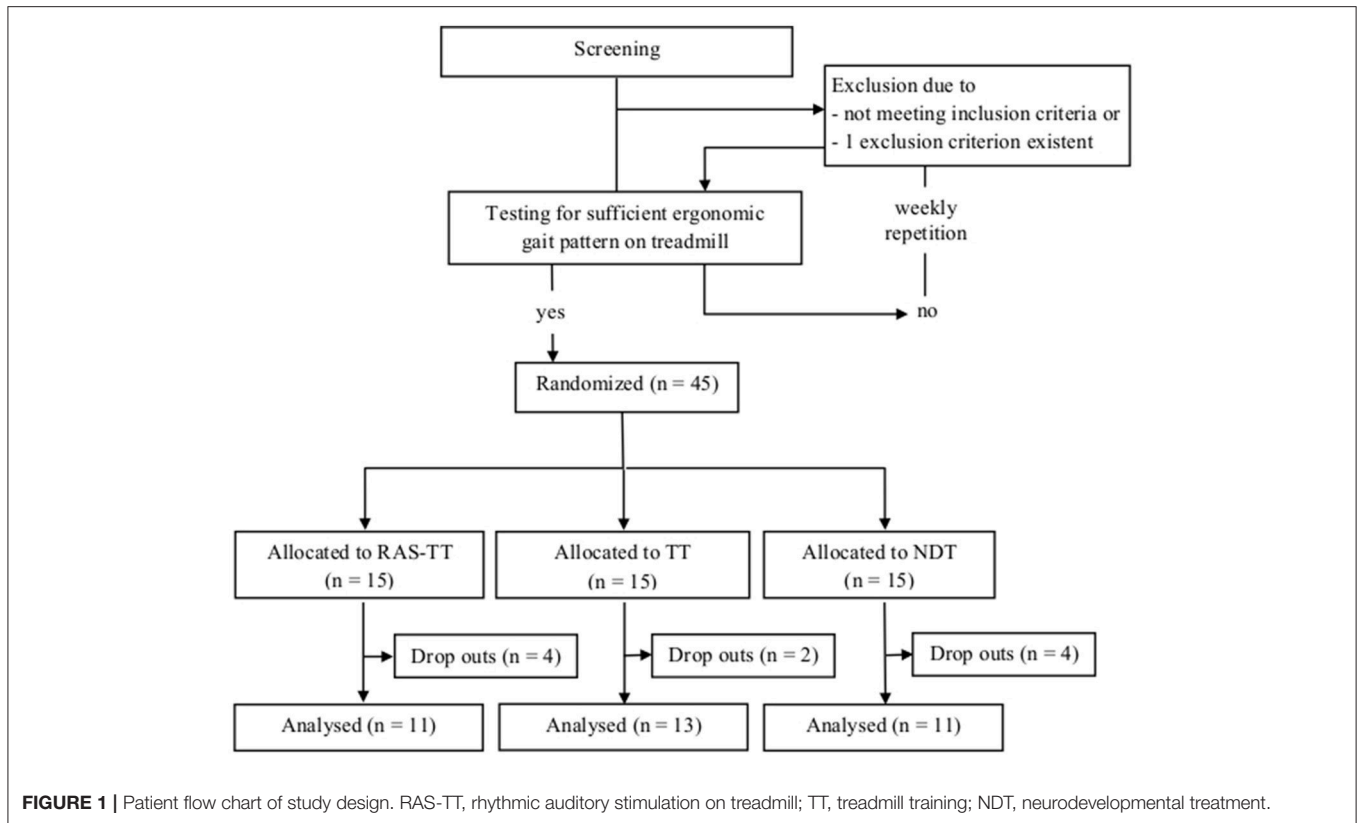 Screening
Exclusion due to
- not meeting inclusion criteria or
- 1 exclusion criterion existent
Testing for sufficient ergonomic
gait pattern on treadmill
weekly
repetition
yes
no
Randomized (n = 45)
Allocated to RAS-TT
(n = 15)
Allocated to TT
(n = 15)
Allocated to NDT
(n = 15)
Drop outs (n = 4)
Drop outs (n = 2)
Drop outs (n = 4)
Analysed (n = 11)
Analysed (n = 13)
Analysed (n = 11)
FIGURE 1 | Patient flow chart of study design. RAS-TT, rhythmic auditory stimulation on treadmill; TT, treadmill training; NDT, neurodevelopmental treatment.